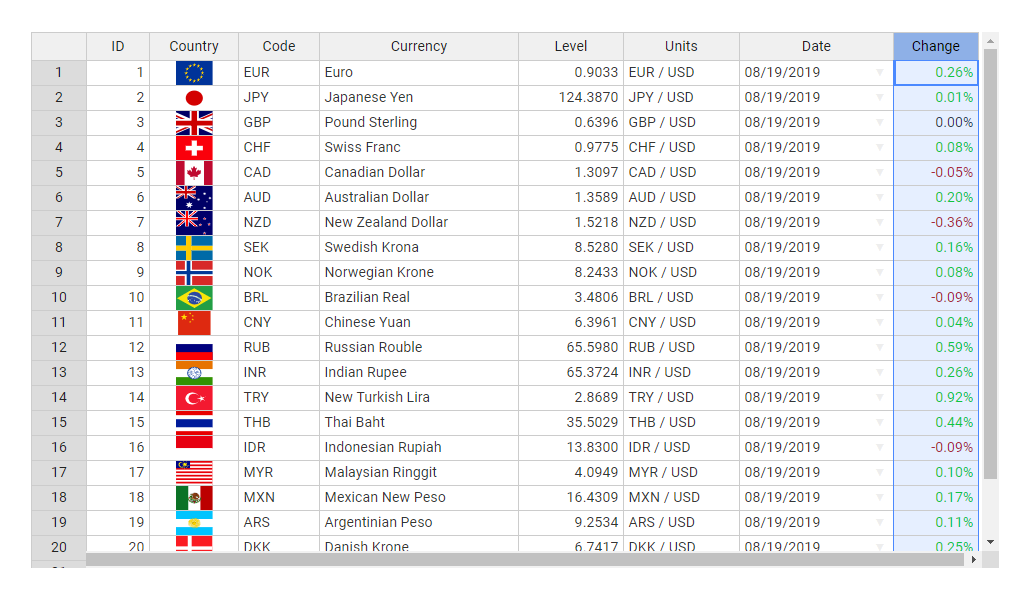 ID Country Code Currency Level Units Date Change
1 1 EUR Euro 0.9033 EUR / USD 08/19/2019 0.26%
2 2 JPY Japanese Yen 124.3870 JPY / USD 08/19/2019 0.01%
3 3 GBP Pound Sterling 0.6396 GBP / USD 08/19/2019 0.00%
4 4 CHF Swiss Franc 0.9775 CHF / USD 08/19/2019 0.08%
5 5 CAD Canadian Dollar 1.3097 CAD / USD 08/19/2019 -0.05%
6 6 AUD Australian Dollar 1.3589 AUD / USD 08/19/2019 0.20%
7 7 NZD New Zealand Dollar 1.5218 NZD / USD 08/19/2019 -0.36%
8 8 SEK Swedish Krona 8.5280 SEK / USD 08/19/2019 0.16%
9 9 NOK Norwegian Krone 8.2433 NOK / USD 08/19/2019 0.08%
10 10 BRL Brazilian Real 3.4806 BRL / USD 08/19/2019 -0.09%
11 11 CNY Chinese Yuan 6.3961 CNY / USD 08/19/2019 0.04%
12 12 RUB Russian Rouble 65.5980 RUB / USD 08/19/2019 0.59%
13 13 INR Indian Rupee 65.3724 INR / USD 08/19/2019 0.26%
14 14 TRY New Turkish Lira 2.8689 TRY / USD 08/19/2019 0.92%
15 15 THB Thai Baht 35.5029 THB / USD 08/19/2019 0.44%
16 16 IDR Indonesian Rupiah 13.8300 IDR / USD 08/19/2019 -0.09%
17 17 MYR Malaysian Ringgit 4.0949 MYR / USD 08/19/2019 0.10%
18 18 MXN Mexican New Peso 16.4309 MXN / USD 08/19/2019 0.17%
19 19 ARS Argentinian Peso 9.2534 ARS / USD 08/19/2019 0.11%
20 20 DKK Danish Krone 6.7417 DKK / USD 08/19/2019 0.25%